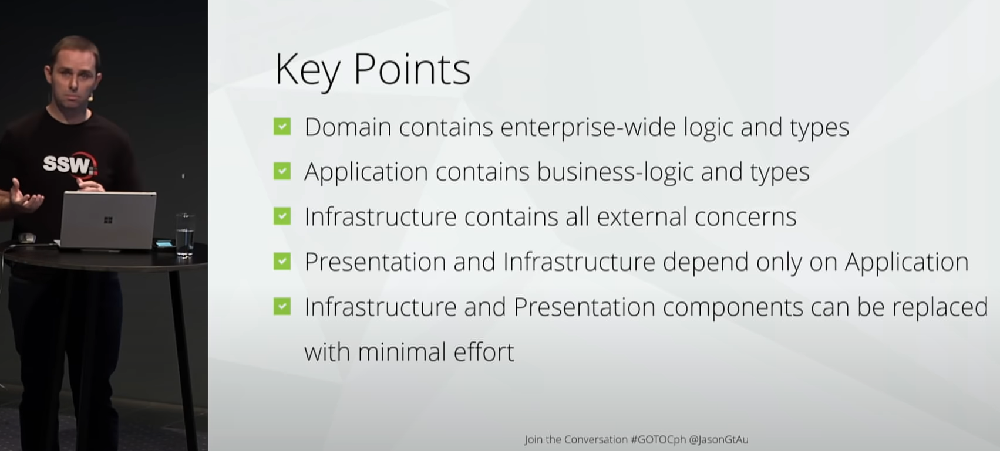 Key Points
Domain contains enterprise-wide logic and types
Application contains business-logic and types
Infrastructure contains all external concerns
Presentation and Infrastructure depend only on Application
Infrastructure and Presentation components can be replaced
with minimal effort
SSW
Join the Conversation #GOTOCph @JasonGtAu